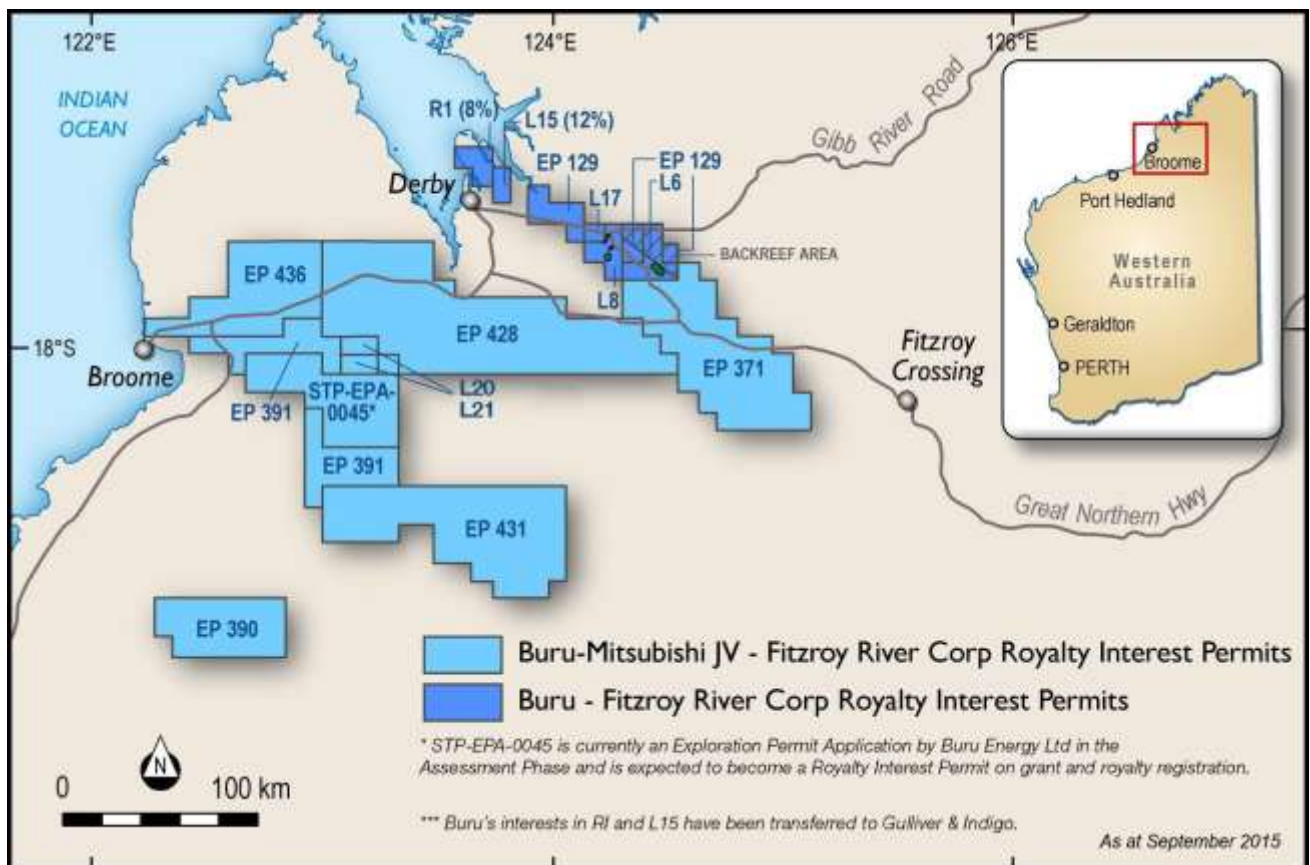 122°E
124°E
126°E
INDIAN
OCEAN
R1 (8%)
L15 (12%)
Gibb River Road
EP 129
EP 129
L6
L17
Derby
BACKREEF AREA
L8
EP 436
EP 428
EP 371
18°S
Broome
Fitzroy
Crossing
STP-EPA-
0045*
L20
L21
EP 391
EP 391
EP 431
Great Northern Hwy
EP 390
Broome
Port Hedland
Western
Australia
Geraldton
PERTH
Buru-Mitsubishi JV - Fitzroy River Corp Royalty Interest Permits
Buru - Fitzroy River Corp Royalty Interest Permits
* STP-EPA-0045 is currently an Exploration Permit Application by Buru Energy Ltd in the
Assessment Phase and is expected to become a Royalty Interest Permit on grant and royalty registration.
N
0 100 km
*** Buru's interests in RI and L15 have been transferred to Gulliver & Indigo.
As at September 2015